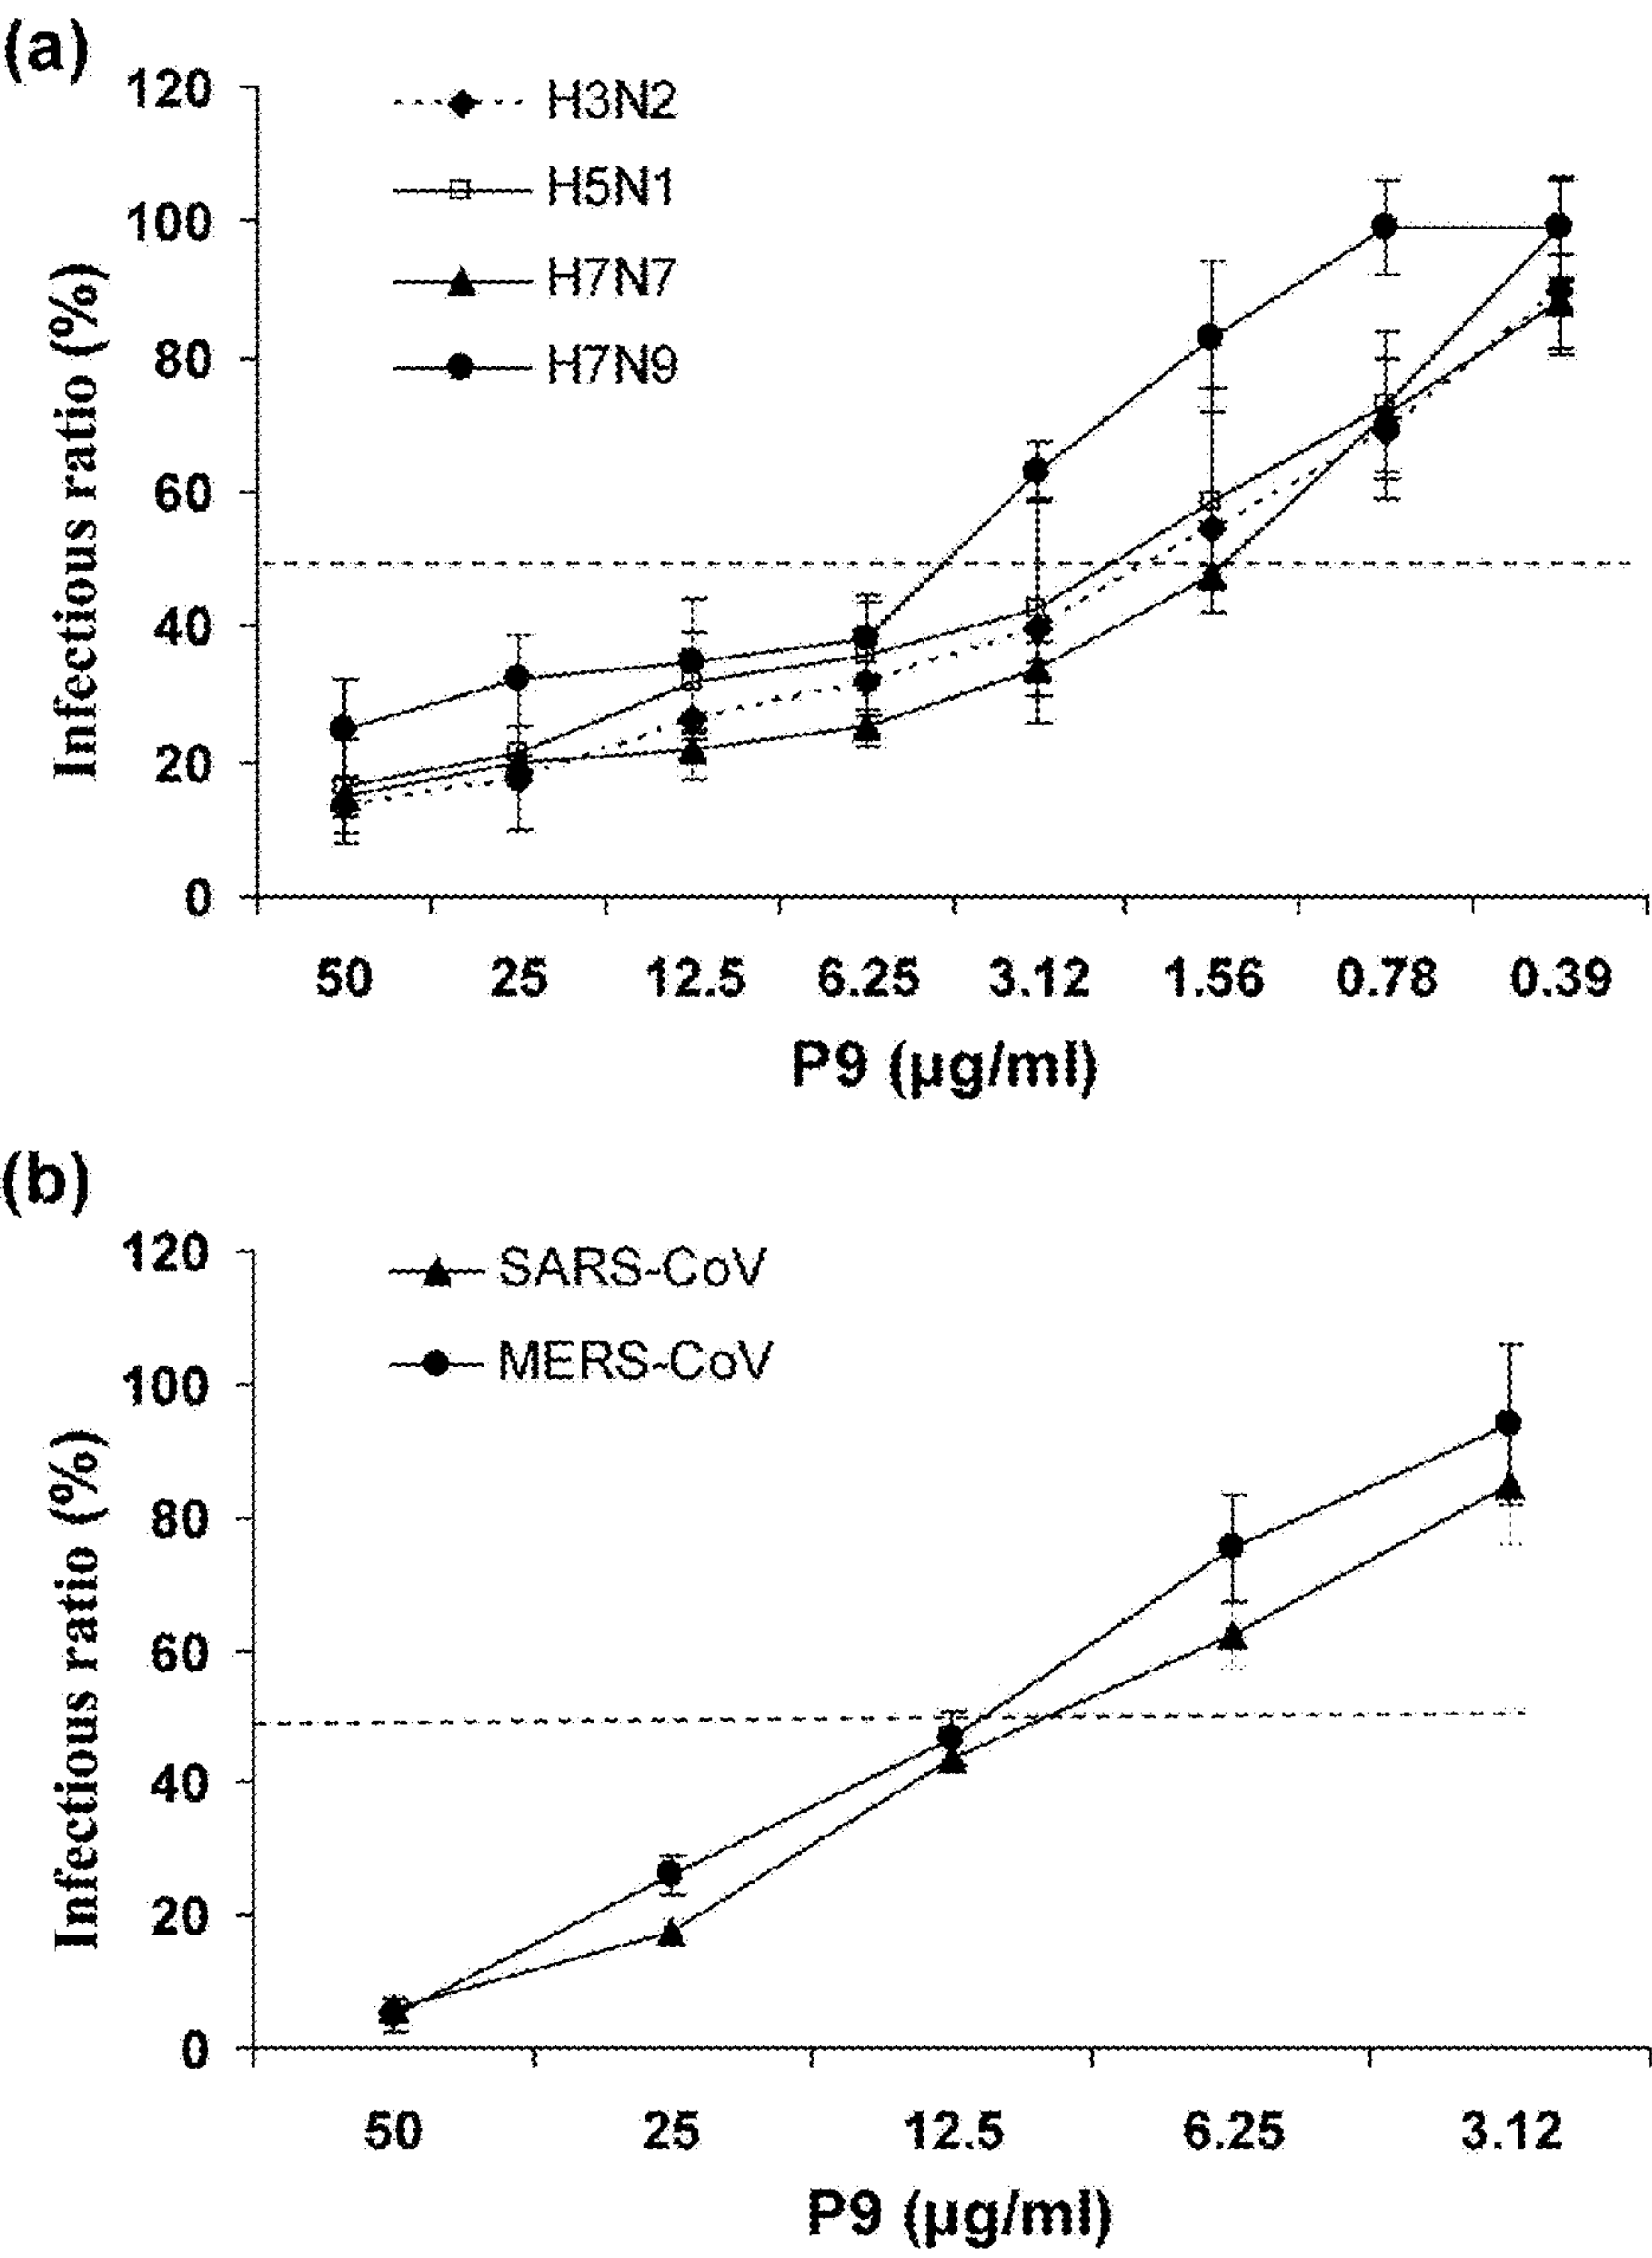 (a)
120
100
80
60
40
20
0
Infectious ratio (%)
H3N2
H5N1
H7N7
H7N9
50 25 12.5 6.25 3.12 1.56 0.78 0.39
P9 (µg/ml)
(b)
120
100
80
60
40
20
0
Infectious ratio (%)
SARS-CoV
MERS-CoV
50 25 12.5 6.25 3.12
P9 (µg/ml)